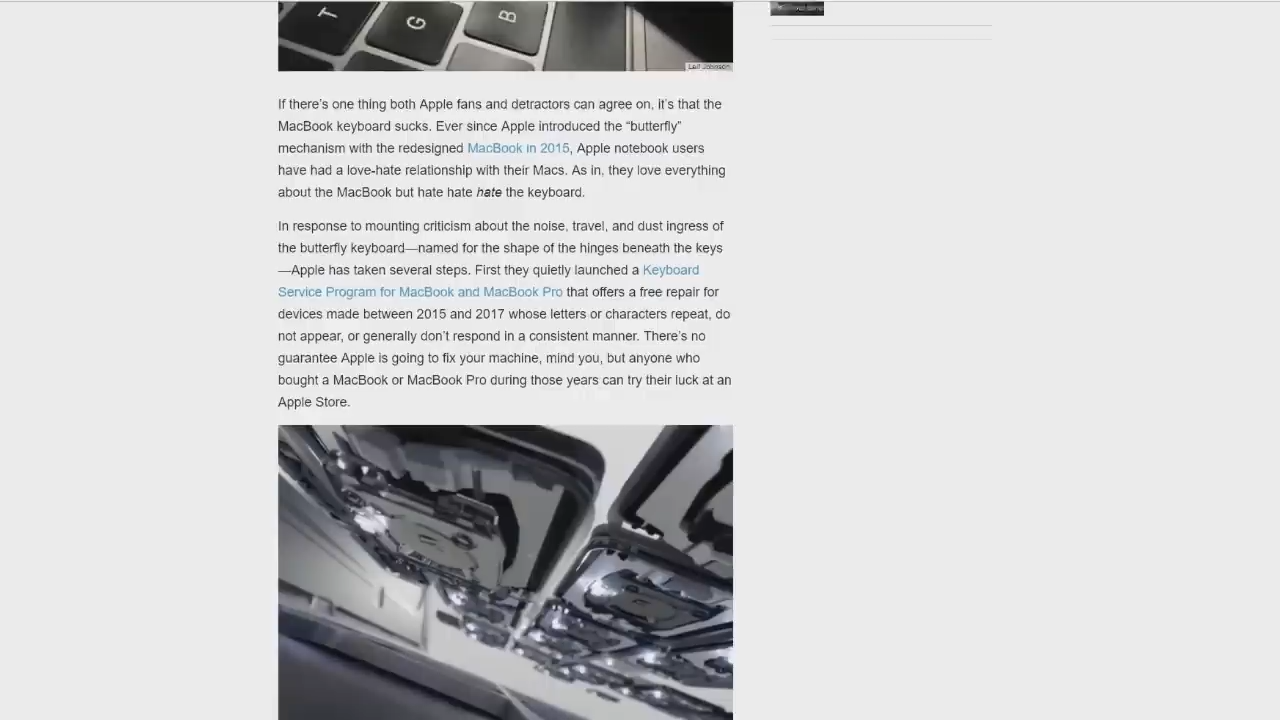 T
G
B
Leif Johnson
If there’s one thing both Apple fans and detractors can agree on, it’s that the
MacBook keyboard sucks. Ever since Apple introduced the “butterfly”
mechanism with the redesigned MacBook in 2015, Apple notebook users
have had a love-hate relationship with their Macs. As in, they love everything
about the MacBook but hate hate hate the keyboard.
In response to mounting criticism about the noise, travel, and dust ingress of
the butterfly keyboard—named for the shape of the hinges beneath the keys
—Apple has taken several steps. First they quietly launched a Keyboard
Service Program for MacBook and MacBook Pro that offers a free repair for
devices made between 2015 and 2017 whose letters or characters repeat, do
not appear, or generally don’t respond in a consistent manner. There’s no
guarantee Apple is going to fix your machine, mind you, but anyone who
bought a MacBook or MacBook Pro during those years can try their luck at an
Apple Store.